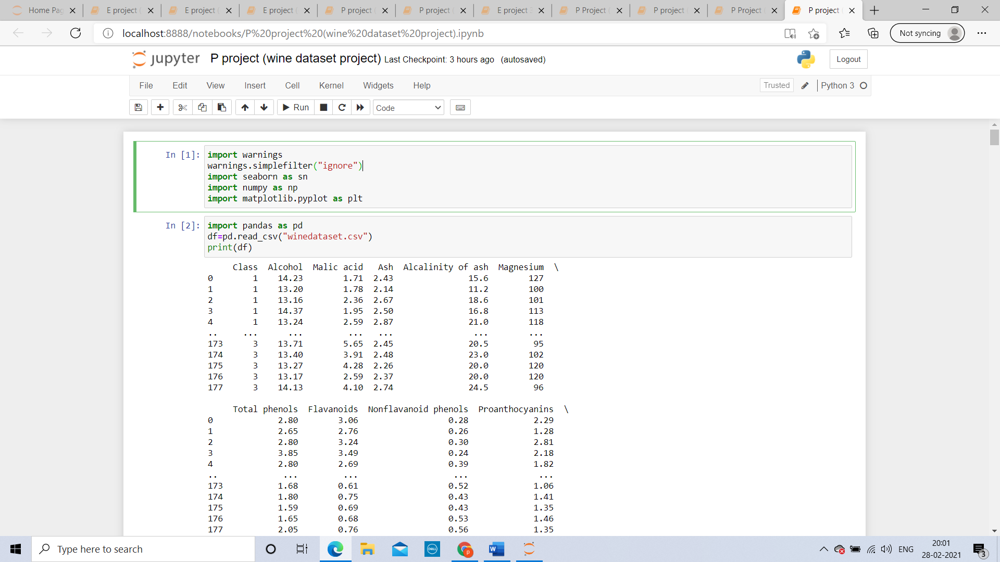 Home Pag E project ( E project ( E project ( P project ( P project ( E project 3 P Project ( P project ( P Project ( P project (
localhost:8888/notebooks/P%20project%20(wine%20dataset%20project).ipynb Not syncing
jupyter P project (wine dataset project) Last Checkpoint: 3 hours ago (autosaved) Logout
File Edit View Insert Cell Kernel Widgets Help Trusted Python 3
Run Code
In [1]: import warnings
warnings.simplefilter("ignore")
import seaborn as sn
import numpy as np
import matplotlib.pyplot as plt
In [2]: import pandas as pd
df=pd.read_csv("winedataset.csv")
print(df)
Class Alcohol Malic acid Ash Alcalinity of ash Magnesium \
0 1 14.23 1.71 2.43 15.6 127
1 1 13.20 1.78 2.14 11.2 100
2 1 13.16 2.36 2.67 18.6 101
3 1 14.37 1.95 2.50 16.8 113
4 1 13.24 2.59 2.87 21.0 118
.. ... ... ... ... ... ...
173 3 13.71 5.65 2.45 20.5 95
174 3 13.40 3.91 2.48 23.0 102
175 3 13.27 4.28 2.26 20.0 120
176 3 13.17 2.59 2.37 20.0 120
177 3 14.13 4.10 2.74 24.5 96
Total phenols Flavanoids Nonflavanoid phenols Proanthocyanins \
0 2.80 3.06 0.28 2.29
1 2.65 2.76 0.26 1.28
2 2.80 3.24 0.30 2.81
3 3.85 3.49 0.24 2.18
4 2.80 2.69 0.39 1.82
.. ... ... ... ...
173 1.68 0.61 0.52 1.06
174 1.80 0.75 0.43 1.41
175 1.59 0.69 0.43 1.35
176 1.65 0.68 0.53 1.46
177 2.05 0.76 0.56 1.35
Type here to search DELL P W ENG 20:01
28-02-2021 3